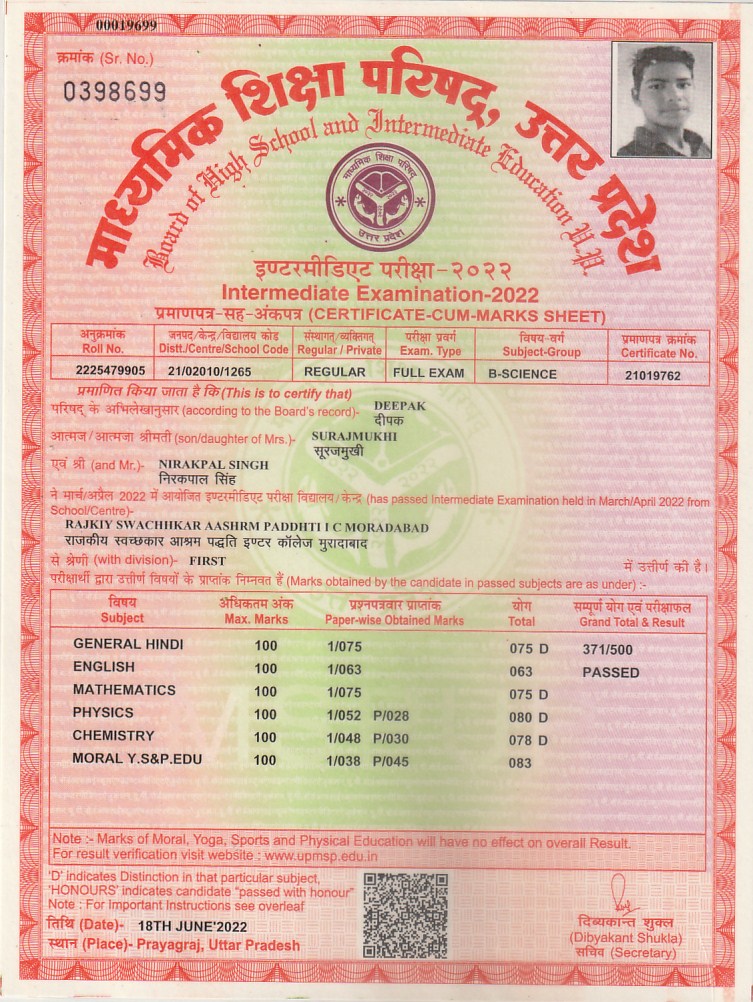 00019699
क्रमांक (Sr. No.)
0398699
माध्यमिक शिक्षा परिषद्, उत्तर प्रदेश
Board of High School and Intermediate Education U.P.
माध्यमिक शिक्षा परिषद्
उत्तर प्रदेश
इण्टरमीडिएट परीक्षा-२०२२
Intermediate Examination-2022
प्रमाणपत्र-सह-अंकपत्र (CERTIFICATE-CUM-MARKS SHEET)
अनुक्रमांक जनपद/केन्द्र/विद्यालय कोड संस्थागत/व्यक्तिगत परीक्षा प्रवर्ग विषय-वर्ग प्रमाणपत्र क्रमांक
Roll No. Distt./Centre/School Code Regular / Private Exam. Type Subject-Group Certificate No.
2225479905 21/02010/1265 REGULAR FULL EXAM B-SCIENCE 21019762
प्रमाणित किया जाता है कि (This is to certify that)
परिषद् के अभिलेखानुसार (according to the Board's record)- DEEPAK
दीपक
आत्मज/आत्मजा श्रीमती (son/daughter of Mrs.)- SURAJMUKHI
सूरजमुखी
एवं श्री (and Mr.)- NIRAKPAL SINGH
निरकपाल सिंह
ने मार्च/अप्रैल 2022 में आयोजित इण्टरमीडिएट परीक्षा विद्यालय/केन्द्र (has passed Intermediate Examination held in March/April 2022 from
School/Centre)-
RAJKIY SWACHHKAR AASHRM PADDHTI I C MORADABAD
राजकीय स्वच्छकार आश्रम पद्धति इण्टर कॉलेज मुरादाबाद
से श्रेणी (with division)- FIRST में उत्तीर्ण की है।
परीक्षार्थी द्वारा उत्तीर्ण विषयों के प्राप्तांक निम्नवत हैं (Marks obtained by the candidate in passed subjects are as under) :-
विषय अधिकतम अंक प्रश्नपत्रवार प्राप्तांक योग सम्पूर्ण योग एवं परीक्षाफल
Subject Max. Marks Paper-wise Obtained Marks Total Grand Total & Result
GENERAL HINDI 100 1/075 075 D 371/500
ENGLISH 100 1/063 063 PASSED
MATHEMATICS 100 1/075 075 D
PHYSICS 100 1/052 P/028 080 D
CHEMISTRY 100 1/048 P/030 078 D
MORAL Y.S&P.EDU 100 1/038 P/045 083
Note :- Marks of Moral, Yoga, Sports and Physical Education will have no effect on overall Result.
For result verification visit website : www.upmsp.edu.in
'D' indicates Distinction in that particular subject,
'HONOURS' indicates candidate "passed with honour"
Note : For Important Instructions see overleaf
तिथि (Date)- 18TH JUNE'2022
स्थान (Place)- Prayagraj, Uttar Pradesh
दिव्यकान्त शुक्ल
(Dibyakant Shukla)
सचिव (Secretary)